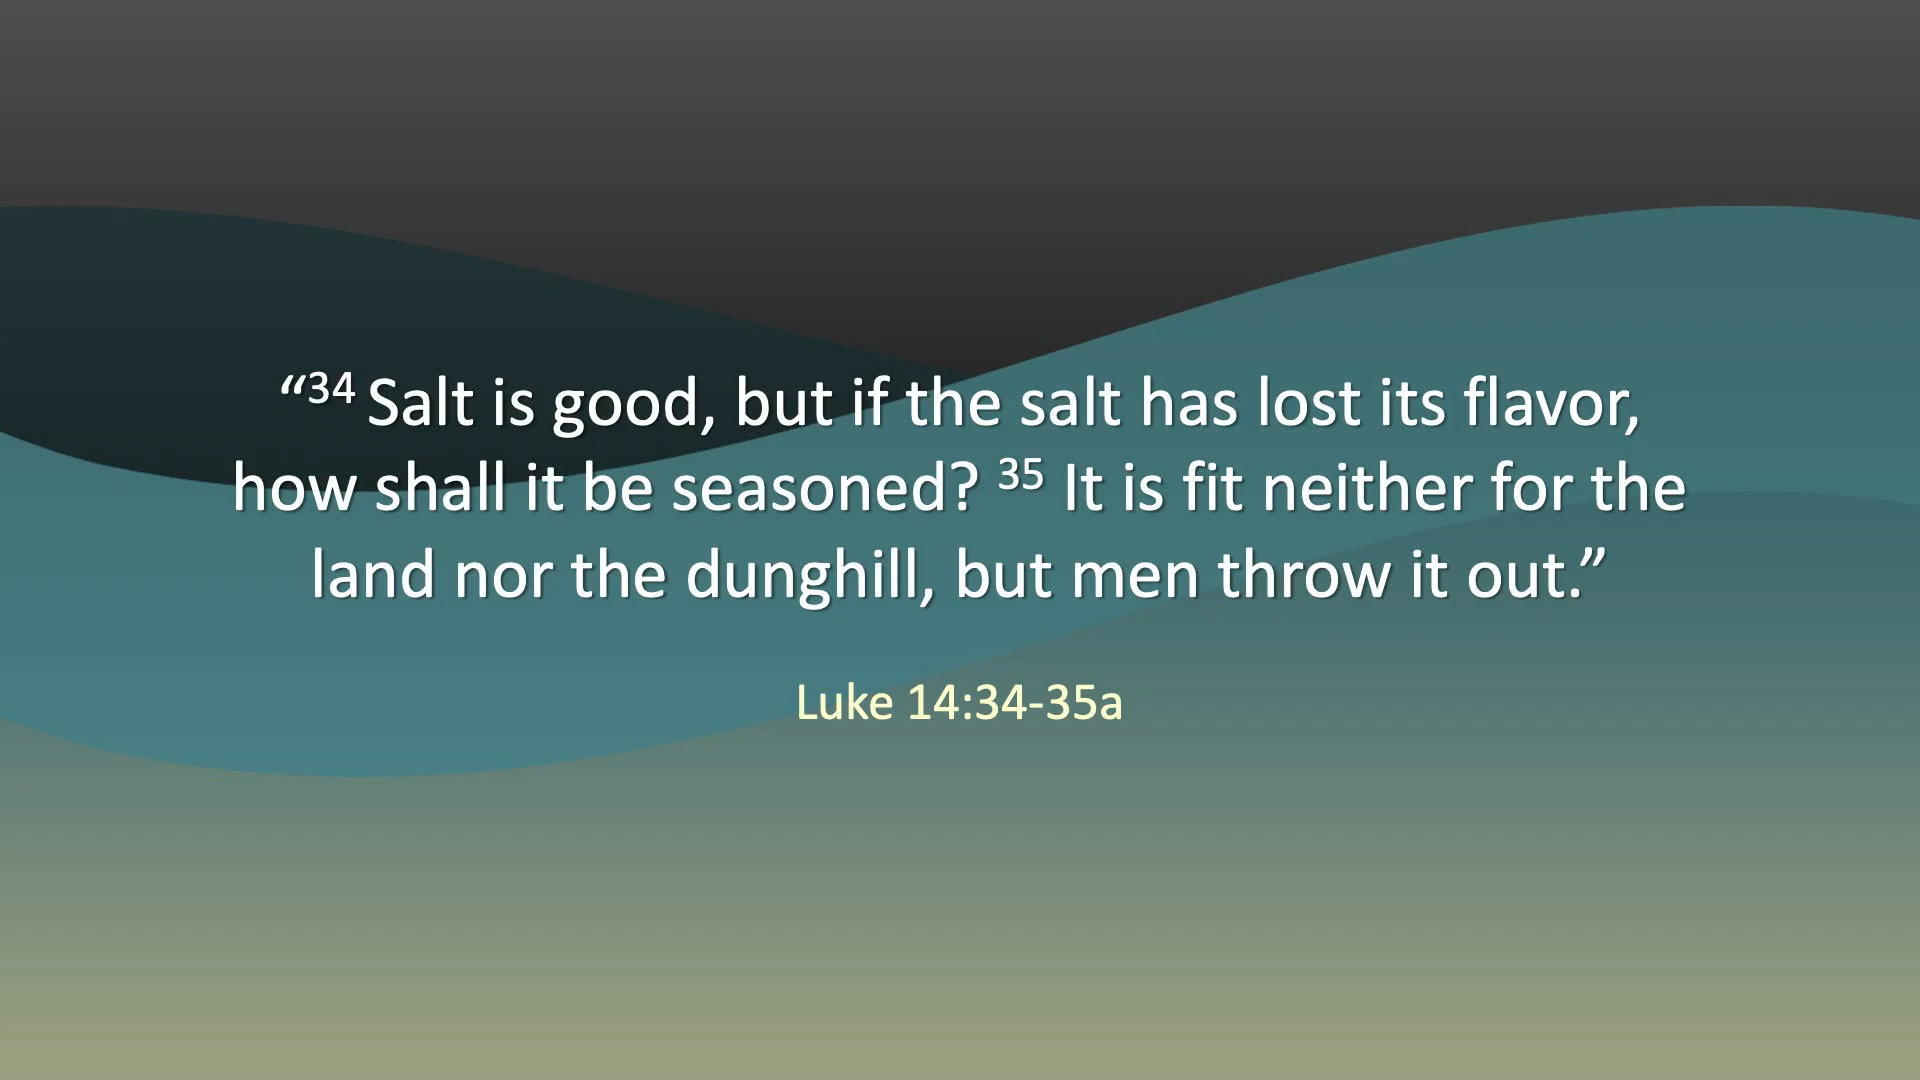 “34 Salt is good, but if the salt has lost its flavor,
how shall it be seasoned? 35 It is fit neither for the
land nor the dunghill, but men throw it out.”
Luke 14:34-35a